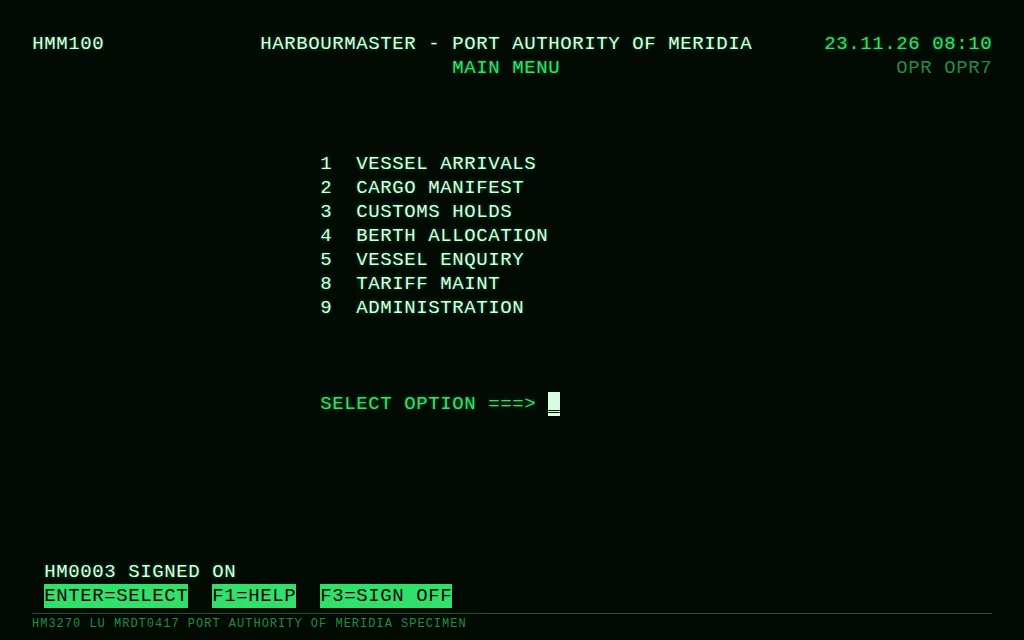 HMM100 HARBOURMASTER - PORT AUTHORITY OF MERIDIA 23.11.26 08:10
MAIN MENU OPR OPR7
1 VESSEL ARRIVALS
2 CARGO MANIFEST
3 CUSTOMS HOLDS
4 BERTH ALLOCATION
5 VESSEL ENQUIRY
8 TARIFF MAINT
9 ADMINISTRATION
SELECT OPTION ===> _
HM0003 SIGNED ON
ENTER=SELECT F1=HELP F3=SIGN OFF
HM3270 LU MRDT0417 PORT AUTHORITY OF MERIDIA SPECIMEN